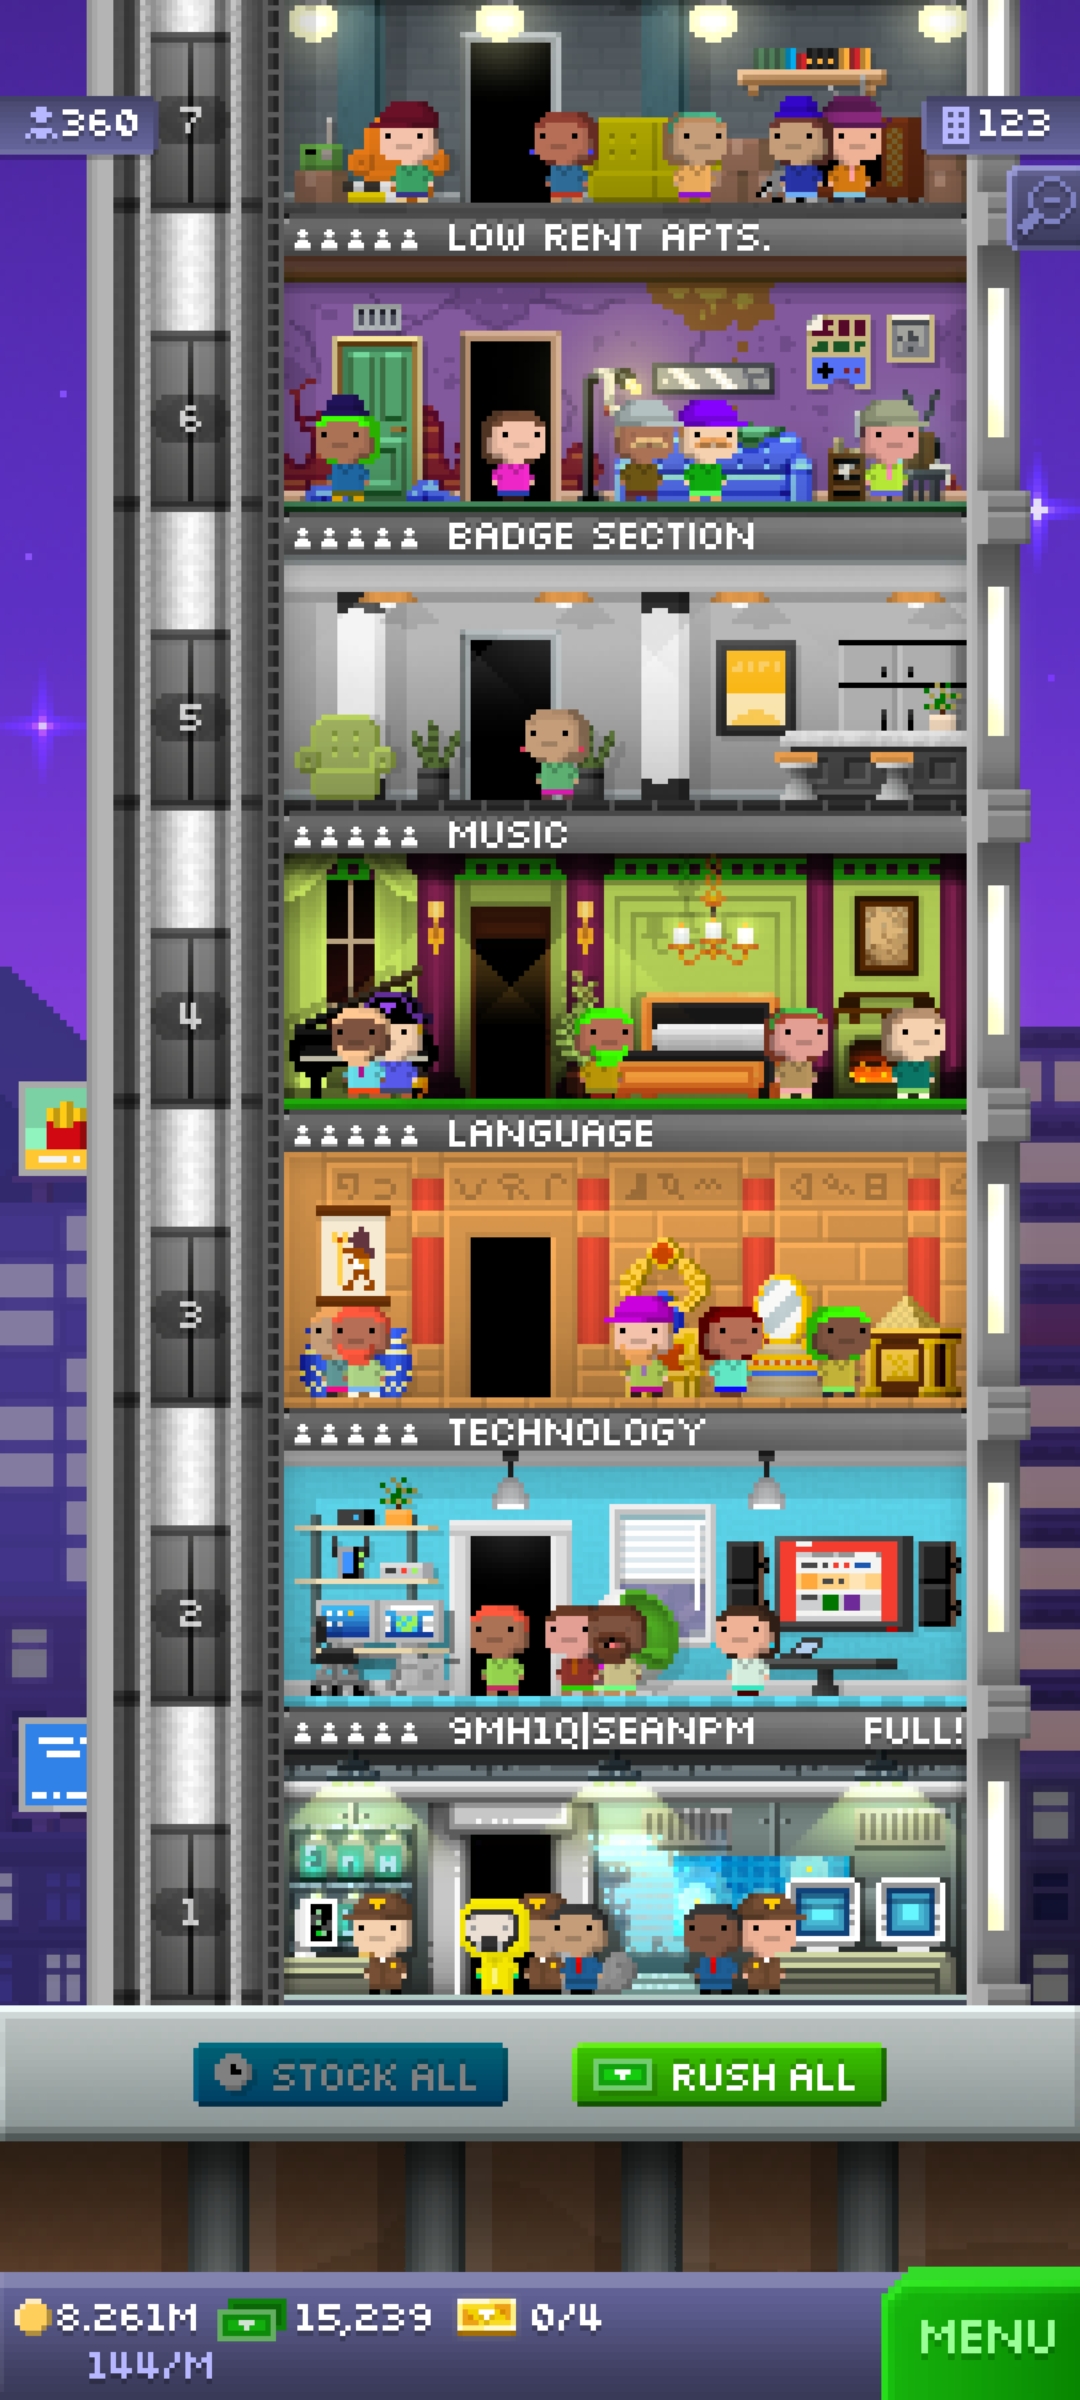 360
7
123
LOW RENT APTS.
6
BADGE SECTION
5
MUSIC
4
LANGUAGE
3
TECHNOLOGY
2
9MH1Q|SEANPM FULL!
1
STOCK ALL
RUSH ALL
8.261M 15,239 0/4
144/M
MENU